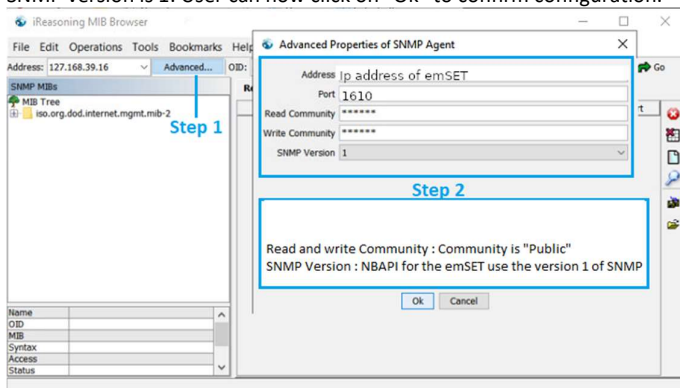 SNMP version is 1. User can now click on "Ok" to confirm configuration.
iReasoning MIB Browser
File Edit Operations Tools Bookmarks Help
Address: 127.168.39.16 Advanced... OID: Go
SNMP MIBs
MIB Tree
iso.org.dod.internet.mgmt.mib-2
Step 1
Advanced Properties of SNMP Agent
Address Ip address of emSET
Port 1610
Read Community ******
Write Community ******
SNMP Version 1
Step 2
Read and write Community : Community is "Public"
SNMP Version : NBAPI for the emSET use the version 1 of SNMP
Ok Cancel
Name
OID
MIB
Syntax
Access
Status